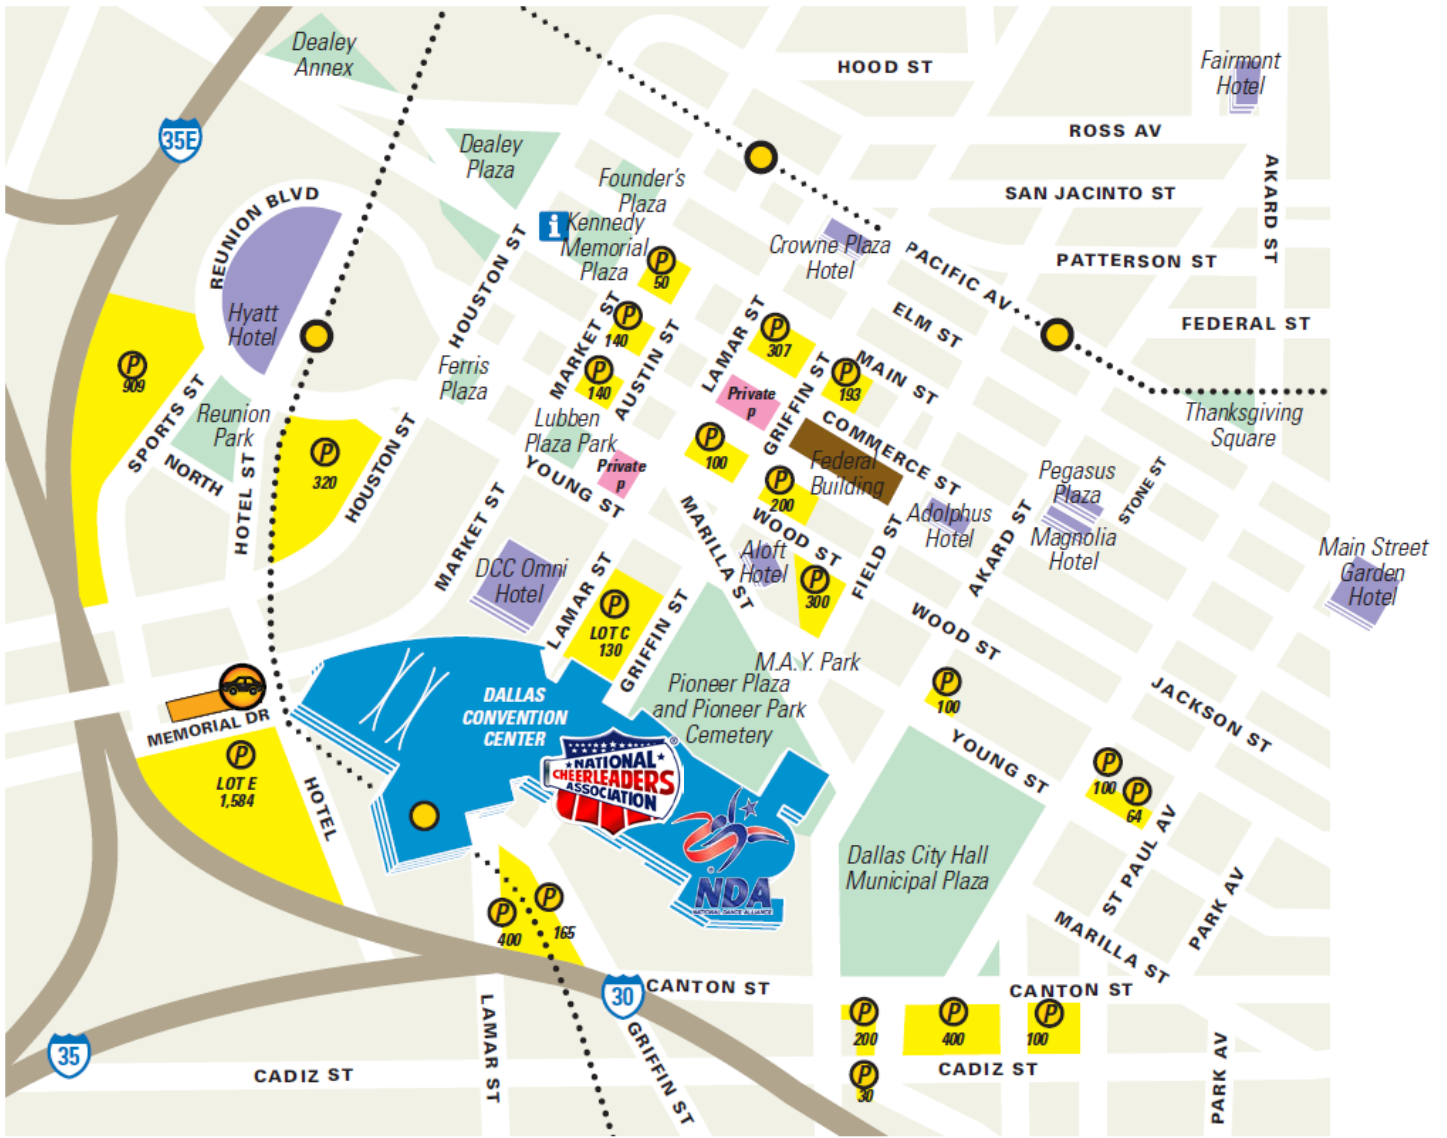 Dealey
Annex
HOOD ST
Fairmont
Hotel
35E
ROSS AV
Dealey
Plaza
AKARD ST
Founder's
Plaza
SAN JACINTO ST
REUNION BLVD
i
Kennedy
Memorial
Plaza
HOUSTON ST
Crowne Plaza
Hotel
PACIFIC AV
PATTERSON ST
P
50
Hyatt
Hotel
MARKET ST
P
140
LAMAR ST
P
307
ELM ST
FEDERAL ST
P
909
Ferris
Plaza
P
140
AUSTIN ST
Private
p
GRIFFIN ST
P
193
MAIN ST
SPORTS ST
Reunion
Park
NORTH
HOTEL ST
P
320
HOUSTON ST
Lubben
Plaza Park
Private
p
YOUNG ST
P
100
COMMERCE ST
Federal
Building
Thanksgiving
Square
Pegasus
Plaza
STONE ST
P
200
MARKET ST
MARILLA ST
WOOD ST
Adolphus
Hotel
AKARD ST
Magnolia
Hotel
Main Street
Garden
Hotel
DCC Omni
Hotel
LAMAR ST
Aloft
Hotel
P
300
FIELD ST
P
LOT C
130
GRIFFIN ST
WOOD ST
M.A.Y. Park
Pioneer Plaza
and Pioneer Park
Cemetery
P
100
JACKSON ST
MEMORIAL DR
DALLAS
CONVENTION
CENTER
NATIONAL
CHEERLEADERS
ASSOCIATION
®
YOUNG ST
P
LOT E
1,584
HOTEL
P
100
P
64
ST PAUL AV
Dallas City Hall
Municipal Plaza
NDA
NATIONAL DANCE ALLIANCE
PARK AV
P
400
P
165
MARILLA ST
30
CANTON ST
CANTON ST
LAMAR ST
GRIFFIN ST
P
200
P
400
P
100
35
CADIZ ST
CADIZ ST
P
30
PARK AV